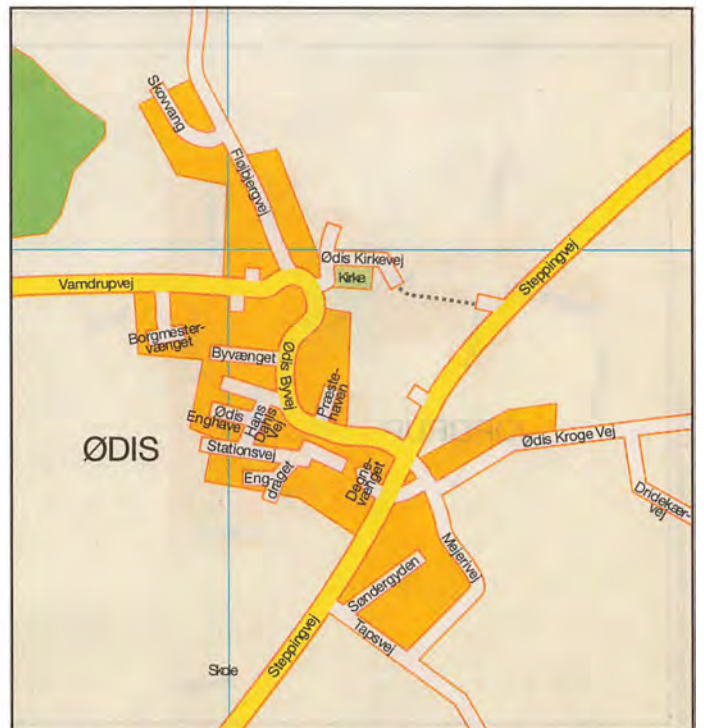 Skovvang
Fløjbjergvej
Ødis Kirkevej
Kirke
Steppingvej
Vamdrupvej
Borgmester-
vænget
Byvænget
Ødis Byvej
Præste-
haven
Ødis
Enghave
Hans
Danis
Vej
ØDIS
Stationsvej
Eng
draget
Degne-
vænget
Ødis Kroge Vej
Dridekær-
vej
Mejerivej
Søndergyden
Tapsvej
Steppingvej
Skole